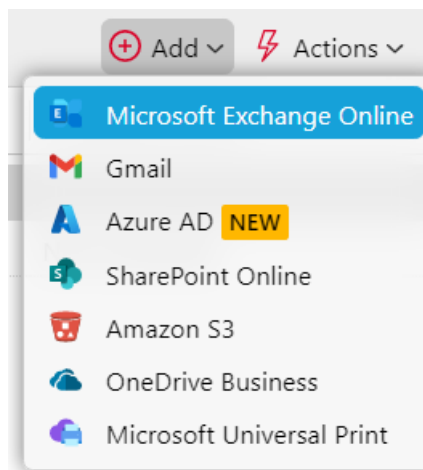 Add Actions
Microsoft Exchange Online
Gmail
Azure AD NEW
SharePoint Online
Amazon S3
OneDrive Business
Microsoft Universal Print